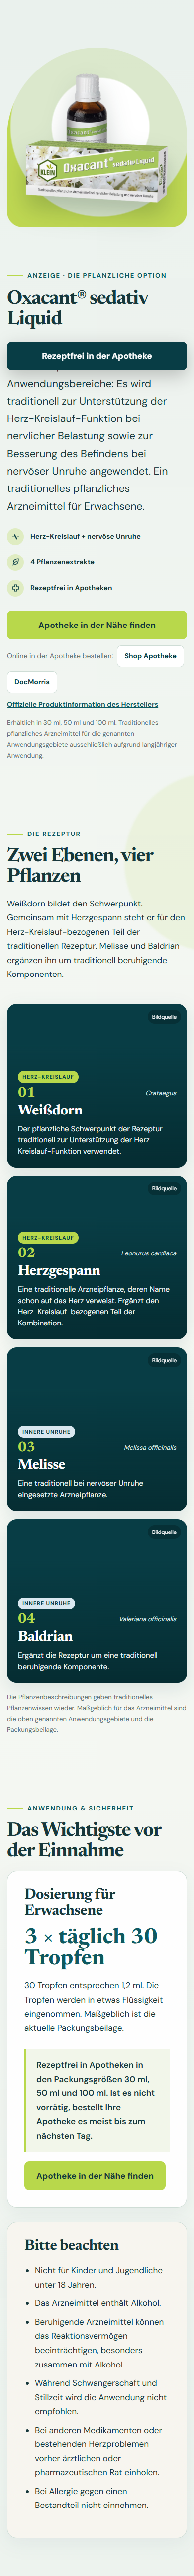 KLEIN
Oxacant® sedativ Liquid
ANZEIGE · DIE PFLANZLICHE OPTION
Oxacant® sedativ
Liquid
Rezeptfrei in der Apotheke
Anwendungsbereiche: Es wird
traditionell zur Unterstützung der
Herz-Kreislauf-Funktion bei
nervlicher Belastung sowie zur
Besserung des Befindens bei
nervöser Unruhe angewendet. Ein
traditionelles pflanzliches
Arzneimittel für Erwachsene.
Herz-Kreislauf + nervöse Unruhe
4 Pflanzenextrakte
Rezeptfrei in Apotheken
Apotheke in der Nähe finden
Online in der Apotheke bestellen: Shop Apotheke
DocMorris
Offizielle Produktinformation des Herstellers
Erhältlich in 30 ml, 50 ml und 100 ml. Traditionelles
pflanzliches Arzneimittel für die genannten
Anwendungsgebiete ausschließlich aufgrund langjähriger
Anwendung.
DIE REZEPTUR
Zwei Ebenen, vier
Pflanzen
Weißdorn bildet den Schwerpunkt.
Gemeinsam mit Herzgespann steht er für den
Herz-Kreislauf-bezogenen Teil der
traditionellen Rezeptur. Melisse und Baldrian
ergänzen ihn um traditionell beruhigende
Komponenten.
Bildquelle
HERZ-KREISLAUF
01 Crataegus
Weißdorn
Der pflanzliche Schwerpunkt der Rezeptur –
traditionell zur Unterstützung der Herz-
Kreislauf-Funktion verwendet.
Bildquelle
HERZ-KREISLAUF
02 Leonurus cardiaca
Herzgespann
Eine traditionelle Arzneipflanze, deren Name
schon auf das Herz verweist. Ergänzt den
Herz-Kreislauf-bezogenen Teil der
Kombination.
Bildquelle
INNERE UNRUHE
03 Melissa officinalis
Melisse
Eine traditionell bei nervöser Unruhe
eingesetzte Arzneipflanze.
Bildquelle
INNERE UNRUHE
04 Valeriana officinalis
Baldrian
Ergänzt die Rezeptur um eine traditionell
beruhigende Komponente.
Die Pflanzenbeschreibungen geben traditionelles
Pflanzenwissen wieder. Maßgeblich für das Arzneimittel sind
die oben genannten Anwendungsgebiete und die
Packungsbeilage.
ANWENDUNG & SICHERHEIT
Das Wichtigste vor
der Einnahme
Dosierung für
Erwachsene
3 × täglich 30
Tropfen
30 Tropfen entsprechen 1,2 ml. Die
Tropfen werden in etwas Flüssigkeit
eingenommen. Maßgeblich ist die
aktuelle Packungsbeilage.
Rezeptfrei in Apotheken in
den Packungsgrößen 30 ml,
50 ml und 100 ml. Ist es nicht
vorrätig, bestellt Ihre
Apotheke es meist bis zum
nächsten Tag.
Apotheke in der Nähe finden
Bitte beachten
• Nicht für Kinder und Jugendliche
unter 18 Jahren.
• Das Arzneimittel enthält Alkohol.
• Beruhigende Arzneimittel können
das Reaktionsvermögen
beeinträchtigen, besonders
zusammen mit Alkohol.
• Während Schwangerschaft und
Stillzeit wird die Anwendung nicht
empfohlen.
• Bei anderen Medikamenten oder
bestehenden Herzproblemen
vorher ärztlichen oder
pharmazeutischen Rat einholen.
• Bei Allergie gegen einen
Bestandteil nicht einnehmen.